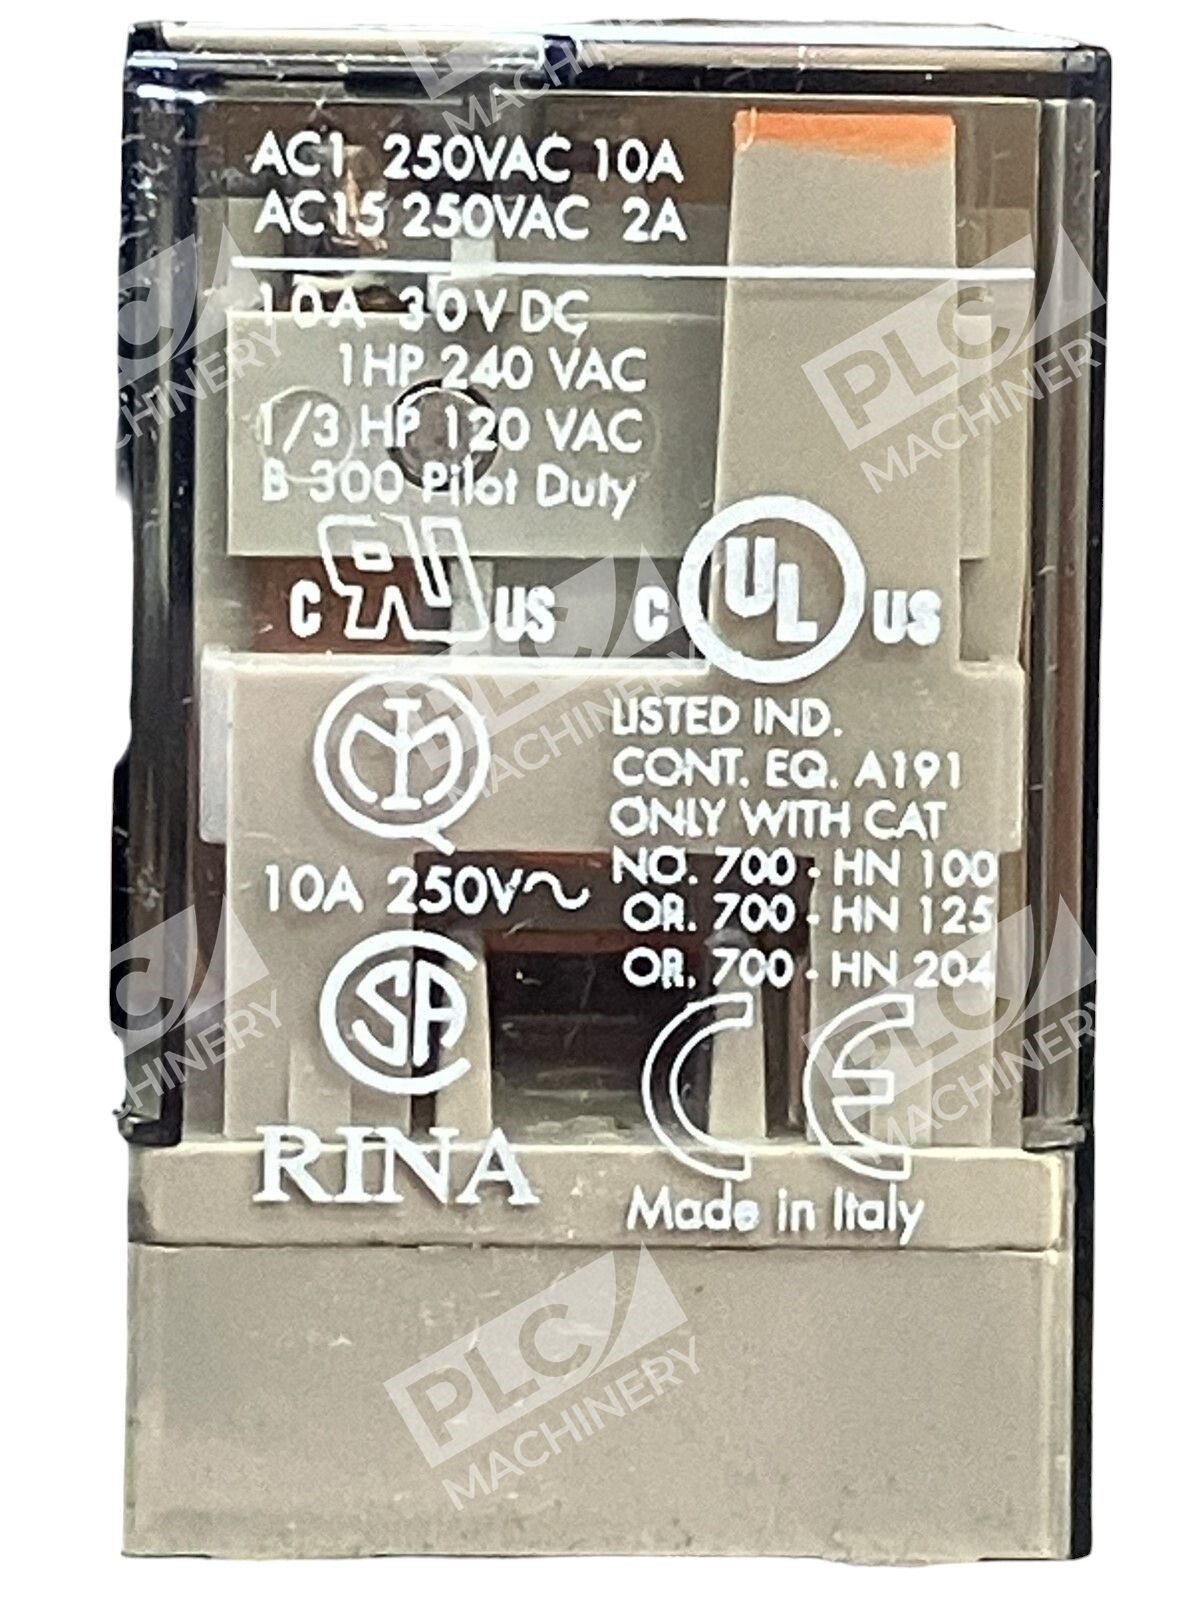 AC1 250VAC 10A
AC15 250VAC 2A
10A 30V DC
1HP 240 VAC
1/3 HP 120 VAC
B 300 Pilot Duty
C RU US
C UL US
LISTED IND.
CONT. EQ. A191
ONLY WITH CAT
NO. 700 - HN 100
OR. 700 - HN 125
OR. 700 - HN 204
10A 250V~
SA
RINA
CE
Made in Italy
PLC
MACHINERY